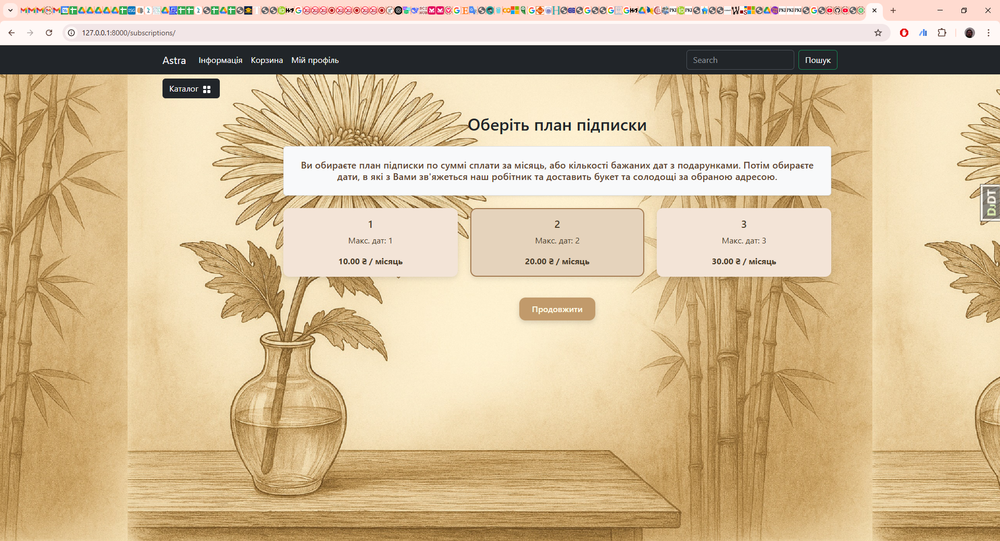 127.0.0.1:8000/subscriptions/
Astra Інформація Корзина Мій профіль Search Пошук
Каталог
Оберіть план підписки
Ви обираєте план підписки по суммі сплати за місяць, або кількості бажаних дат з подарунками. Потім обираєте
дати, в які з Вами зв'яжеться наш робітник та доставить букет та солодощі за обраною адресою.
1
Макс. дат: 1
10.00 ₴ / місяць
2
Макс. дат: 2
20.00 ₴ / місяць
3
Макс. дат: 3
30.00 ₴ / місяць
Продовжити
DJDT